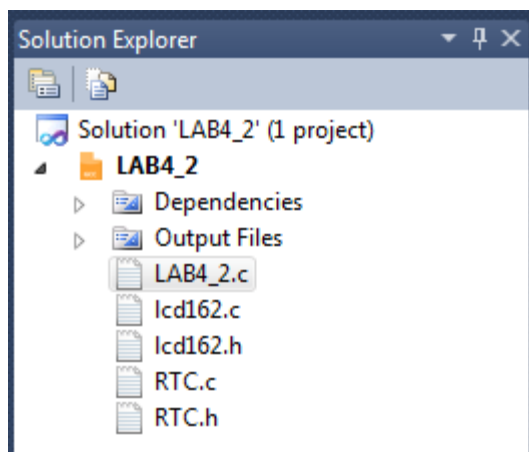 Solution Explorer
Solution 'LAB4_2' (1 project)
LAB4_2
Dependencies
Output Files
LAB4_2.c
lcd162.c
lcd162.h
RTC.c
RTC.h